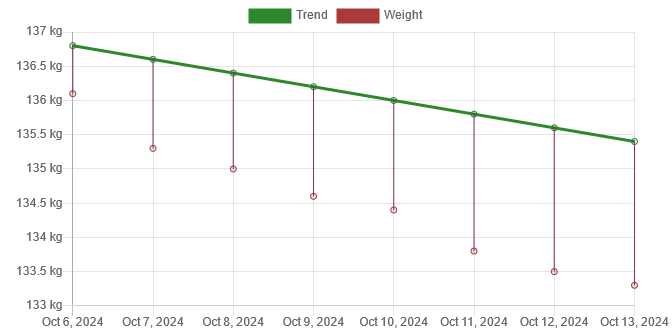 Trend Weight
137 kg
136.5 kg
136 kg
135.5 kg
135 kg
134.5 kg
134 kg
133.5 kg
133 kg
Oct 6, 2024 Oct 7, 2024 Oct 8, 2024 Oct 9, 2024 Oct 10, 2024 Oct 11, 2024 Oct 12, 2024 Oct 13, 2024